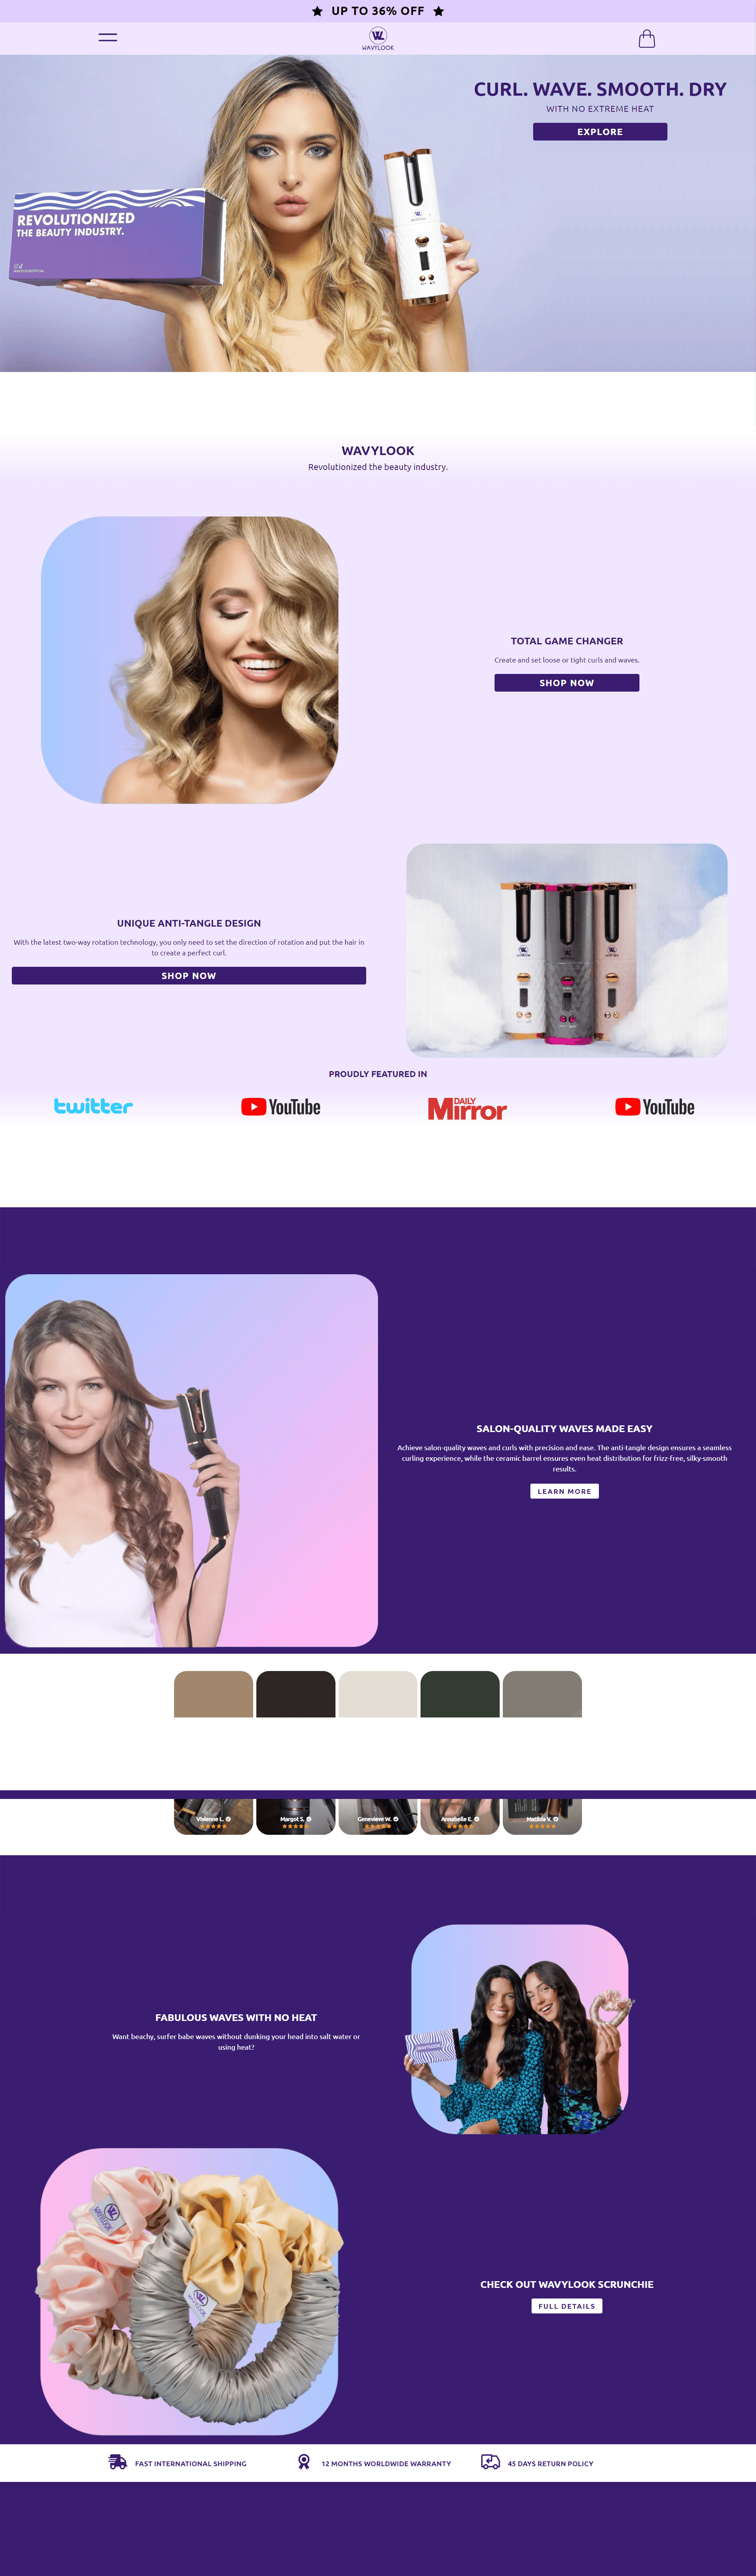 ★ UP TO 36% OFF ★
WL
WAVYLOOK
CURL. WAVE. SMOOTH. DRY
WITH NO EXTREME HEAT
EXPLORE
REVOLUTIONIZED
THE BEAUTY INDUSTRY.
WAVYLOOK
Revolutionized the beauty industry.
TOTAL GAME CHANGER
Create and set loose or tight curls and waves.
SHOP NOW
UNIQUE ANTI-TANGLE DESIGN
With the latest two-way rotation technology, you only need to set the direction of rotation and put the hair in
to create a perfect curl.
SHOP NOW
PROUDLY FEATURED IN
twitter
YouTube
DAILY
Mirror
YouTube
SALON-QUALITY WAVES MADE EASY
Achieve salon-quality waves and curls with precision and ease. The anti-tangle design ensures a seamless
curling experience, while the ceramic barrel ensures even heat distribution for frizz-free, silky-smooth
results.
LEARN MORE
Vivienne L.
Margot S.
Genevieve W.
Annabelle E.
Matilda V.
FABULOUS WAVES WITH NO HEAT
Want beachy, surfer babe waves without dunking your head into salt water or
using heat?
WAVYLOOK
WAVYLOOK
CHECK OUT WAVYLOOK SCRUNCHIE
FULL DETAILS
FAST INTERNATIONAL SHIPPING
12 MONTHS WORLDWIDE WARRANTY
45 DAYS RETURN POLICY